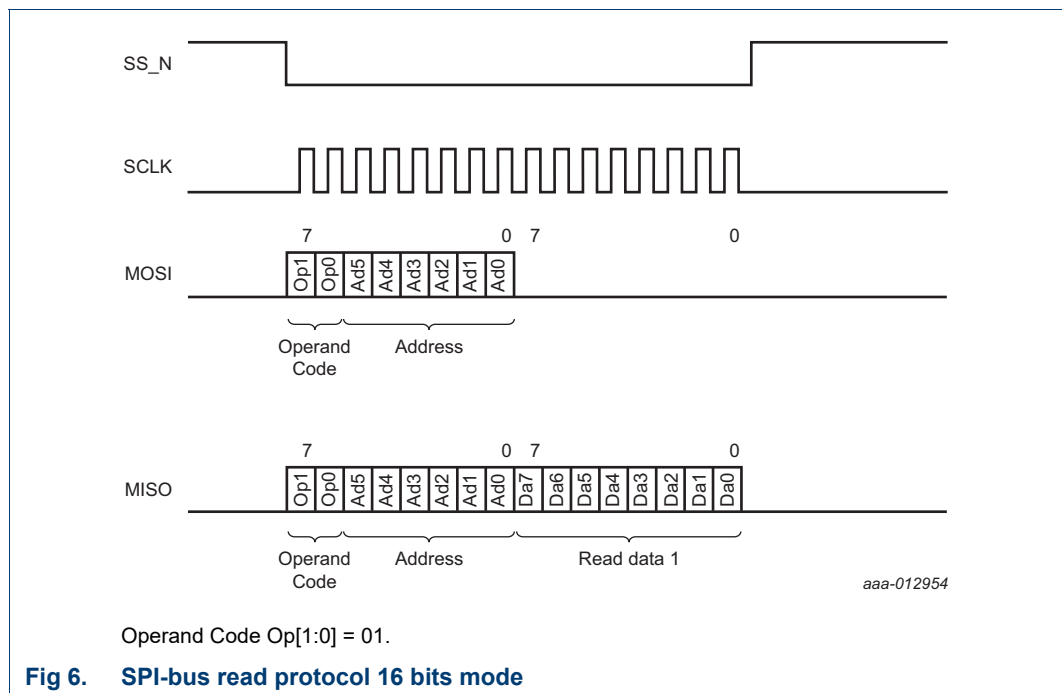 SS_N
SCLK
7 0 7 0
MOSI
Op1 Op0 Ad5 Ad4 Ad3 Ad2 Ad1 Ad0
Operand Address
Code
7 0 7 0
MISO
Op1 Op0 Ad5 Ad4 Ad3 Ad2 Ad1 Ad0 Da7 Da6 Da5 Da4 Da3 Da2 Da1 Da0
Operand Address Read data 1
Code
aaa-012954
Operand Code Op[1:0] = 01.
Fig 6. SPI-bus read protocol 16 bits mode